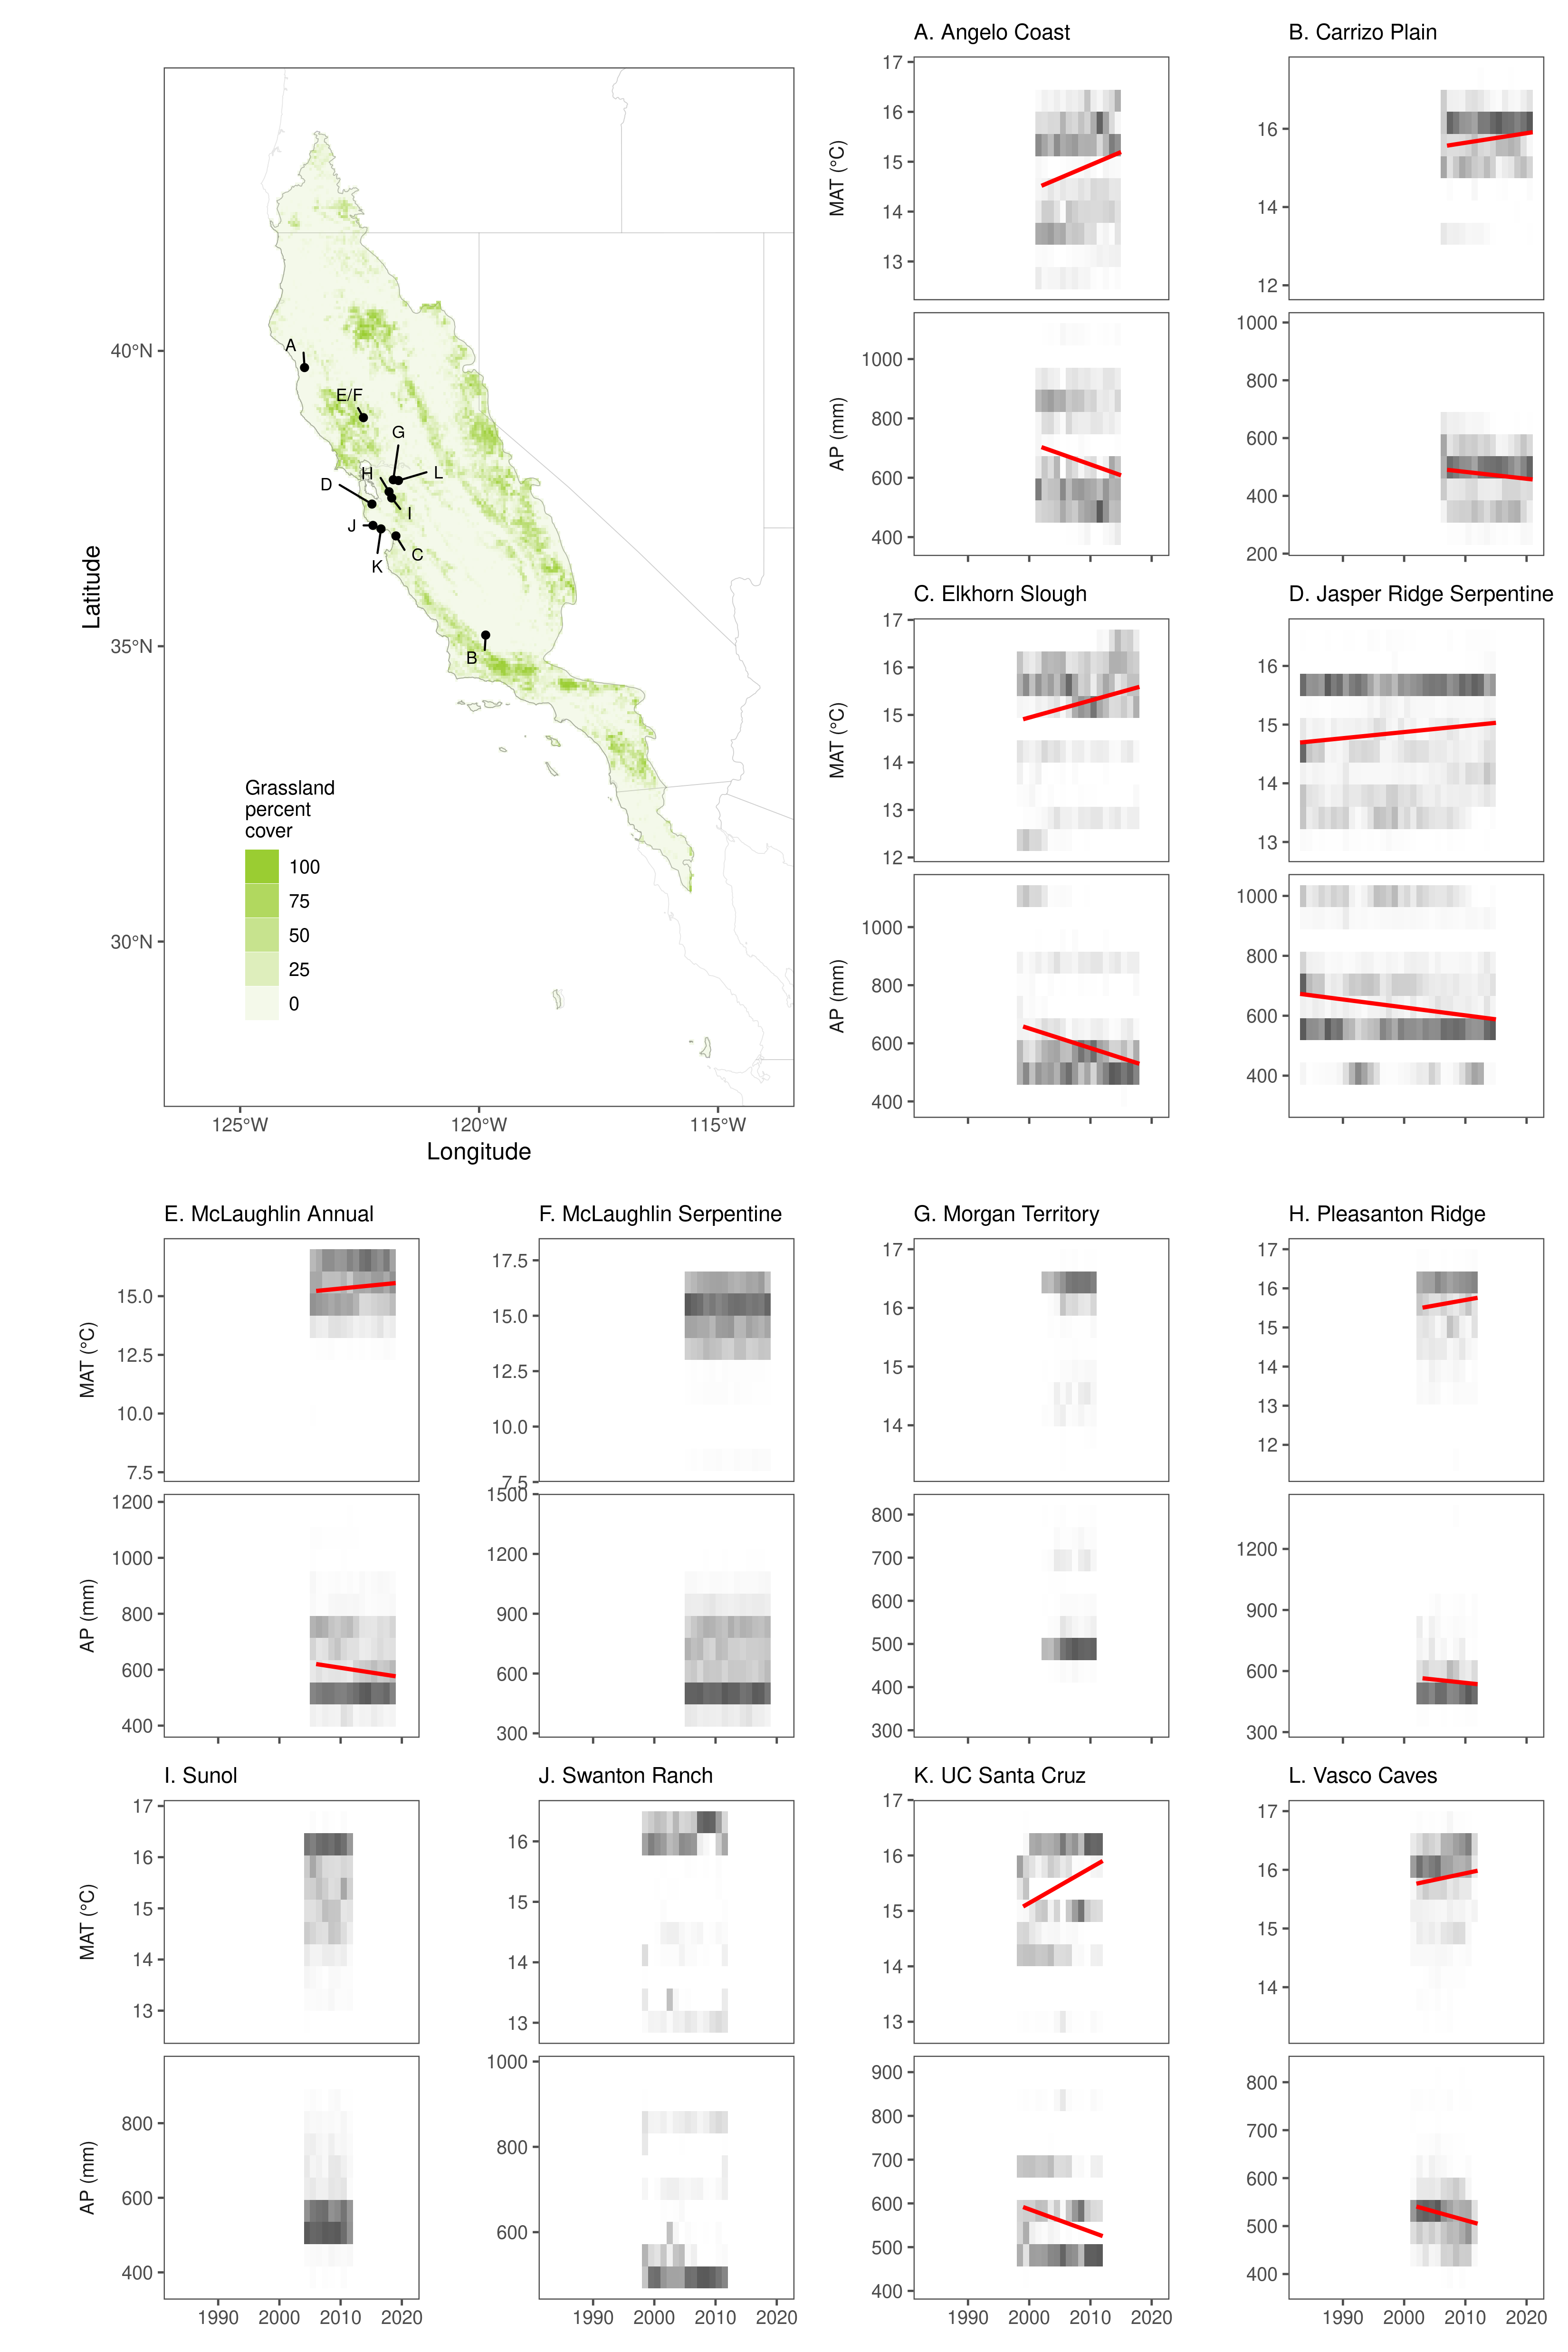 A. Angelo Coast
B. Carrizo Plain
17
16
15
14
13
MAT (°C)
16
14
12
1000
800
600
400
AP (mm)
1000
800
600
400
200
C. Elkhorn Slough
D. Jasper Ridge Serpentine
17
16
15
14
13
12
MAT (°C)
16
15
14
13
1000
800
600
400
AP (mm)
1000
800
600
400
40°N
35°N
30°N
Latitude
A
E/F
G
H
L
D
I
J
C
K
B
Grassland
percent
cover
100
75
50
25
0
125°W
120°W
115°W
Longitude
E. McLaughlin Annual
F. McLaughlin Serpentine
G. Morgan Territory
H. Pleasanton Ridge
MAT (°C)
15.0
12.5
10.0
7.5
17.5
15.0
12.5
10.0
7.5
17
16
15
14
17
16
15
14
13
12
AP (mm)
1200
1000
800
600
400
1500
1200
900
600
300
800
700
600
500
400
300
1200
900
600
300
I. Sunol
J. Swanton Ranch
K. UC Santa Cruz
L. Vasco Caves
MAT (°C)
17
16
15
14
13
16
15
14
13
17
16
15
14
13
17
16
15
14
AP (mm)
800
600
400
1000
800
600
900
800
700
600
500
400
800
700
600
500
400
1990 2000 2010 2020
1990 2000 2010 2020
1990 2000 2010 2020
1990 2000 2010 2020